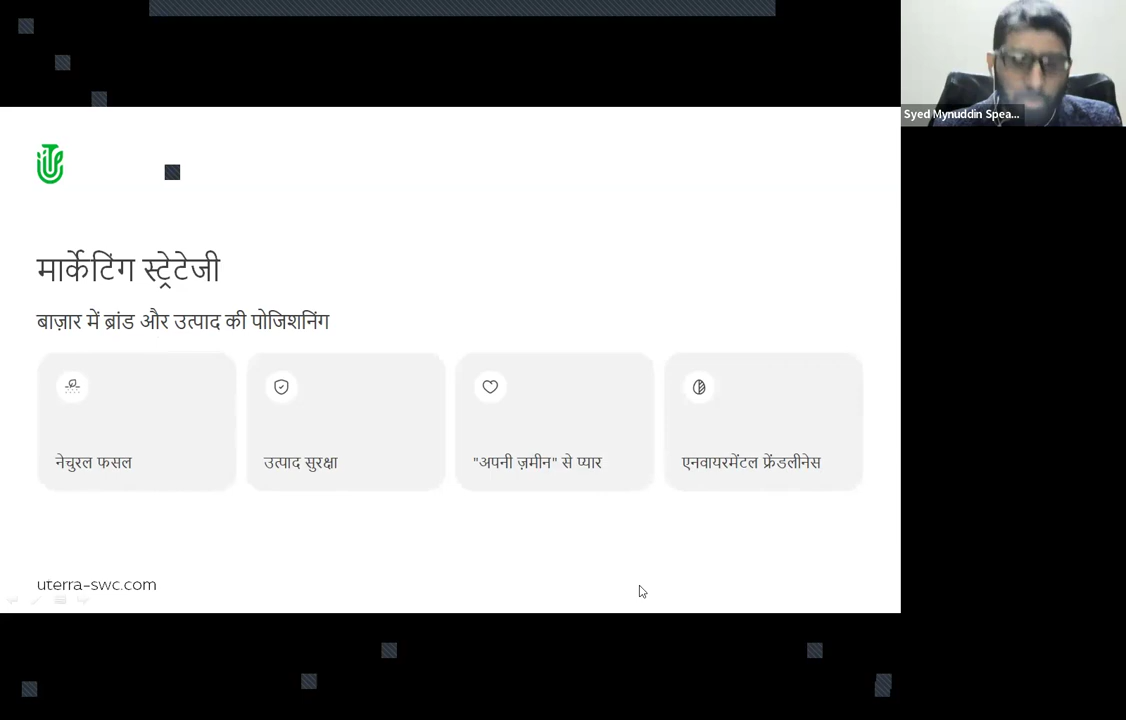 Syed Mynuddin Spea...
मार्केटिंग स्ट्रेटेजी
बाज़ार में ब्रांड और उत्पाद की पोजिशनिंग
नेचुरल फसल
उत्पाद सुरक्षा
"अपनी ज़मीन" से प्यार
एनवायरमेंटल फ्रेंडलीनेस
uterra-swc.com